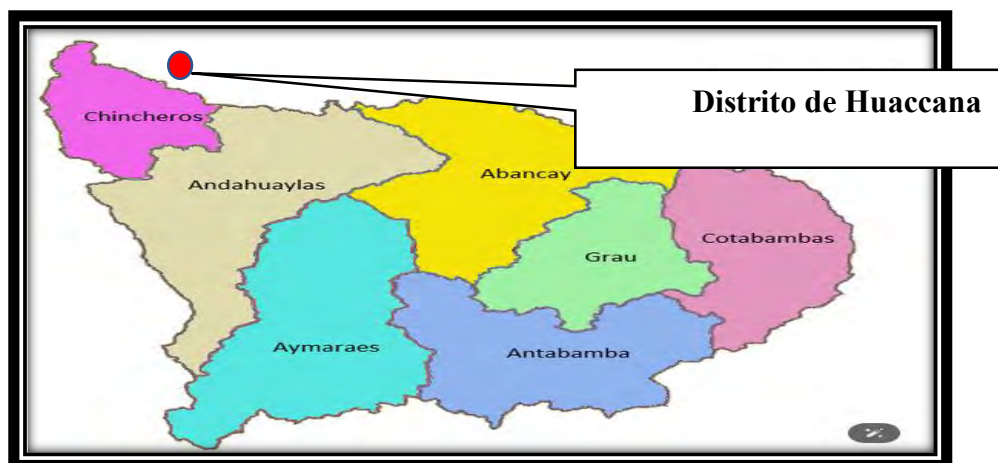 Distrito de Huaccana
Chincheros
Andahuaylas
Abancay
Cotabambas
Grau
Aymaraes
Antabamba